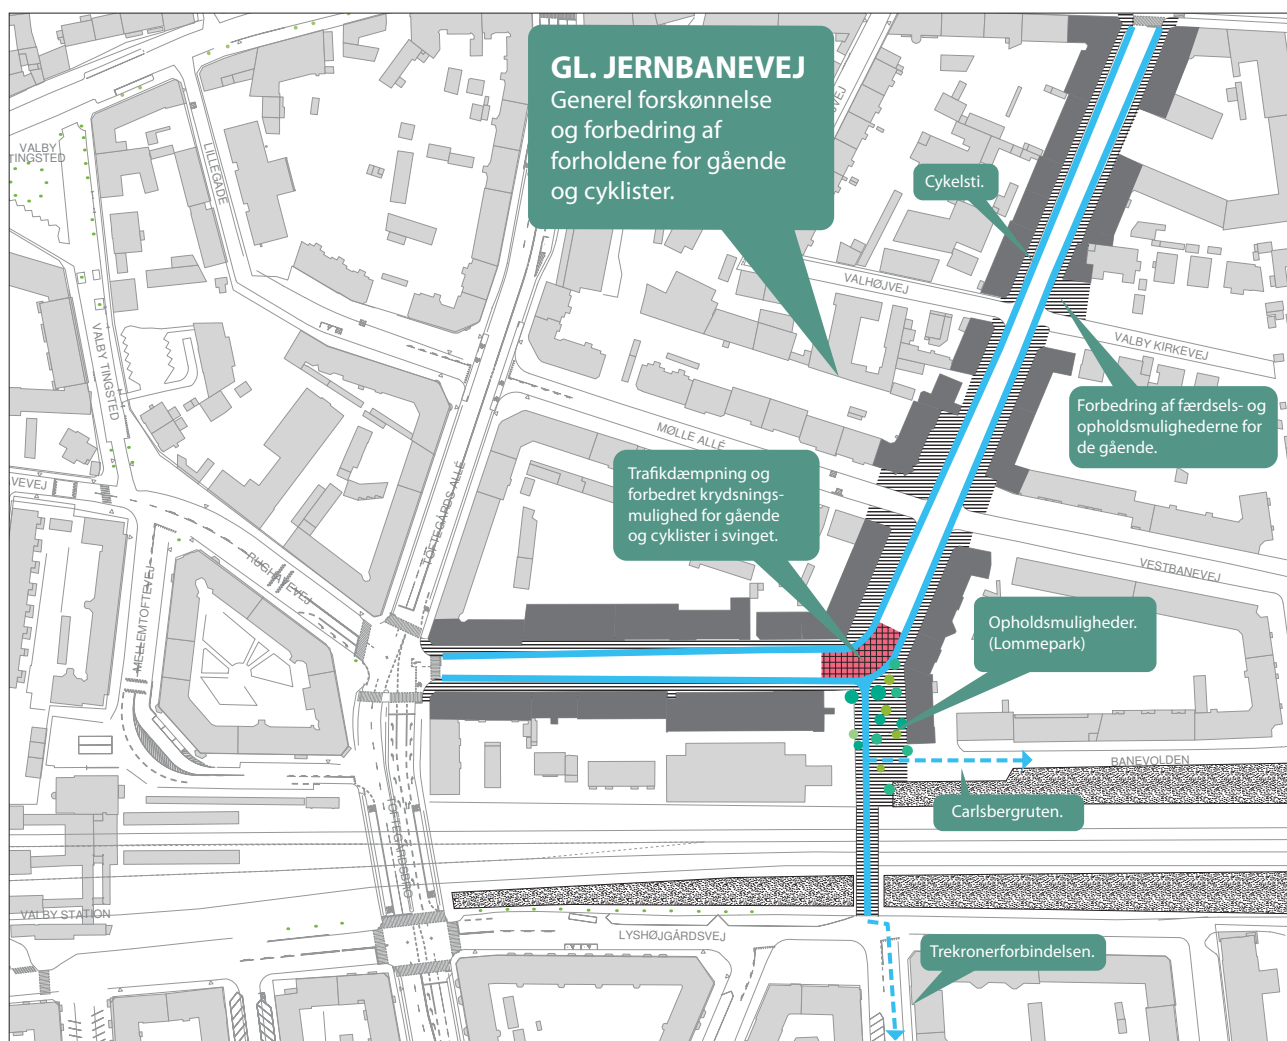 GL. JERNBANEVEJ
Generel forskønnelse
og forbedring af
forholdene for gående
og cyklister.
VALBY
TINGSTED
LILLEGADE
Cykelsti.
VALHØJVEJ
VALBY KIRKEVEJ
VALBY TINGSTED
Forbedring af færdsels- og
opholdsmulighederne for
de gående.
MØLLE ALLÉ
Trafikdæmpning og
forbedret krydsnings-
mulighed for gående
og cyklister i svinget.
TOFTEGÅRDS ALLÉ
VEVEJ
RUGHAVEVEJ
MELLEMTOFTEVEJ
VESTBANEVEJ
Opholdsmuligheder.
(Lommepark)
BANEVOLDEN
Carlsbergruten.
TOFTEGÅRDSBRO
VALBY STATION
LYSHØJGÅRDSVEJ
Trekronerforbindelsen.